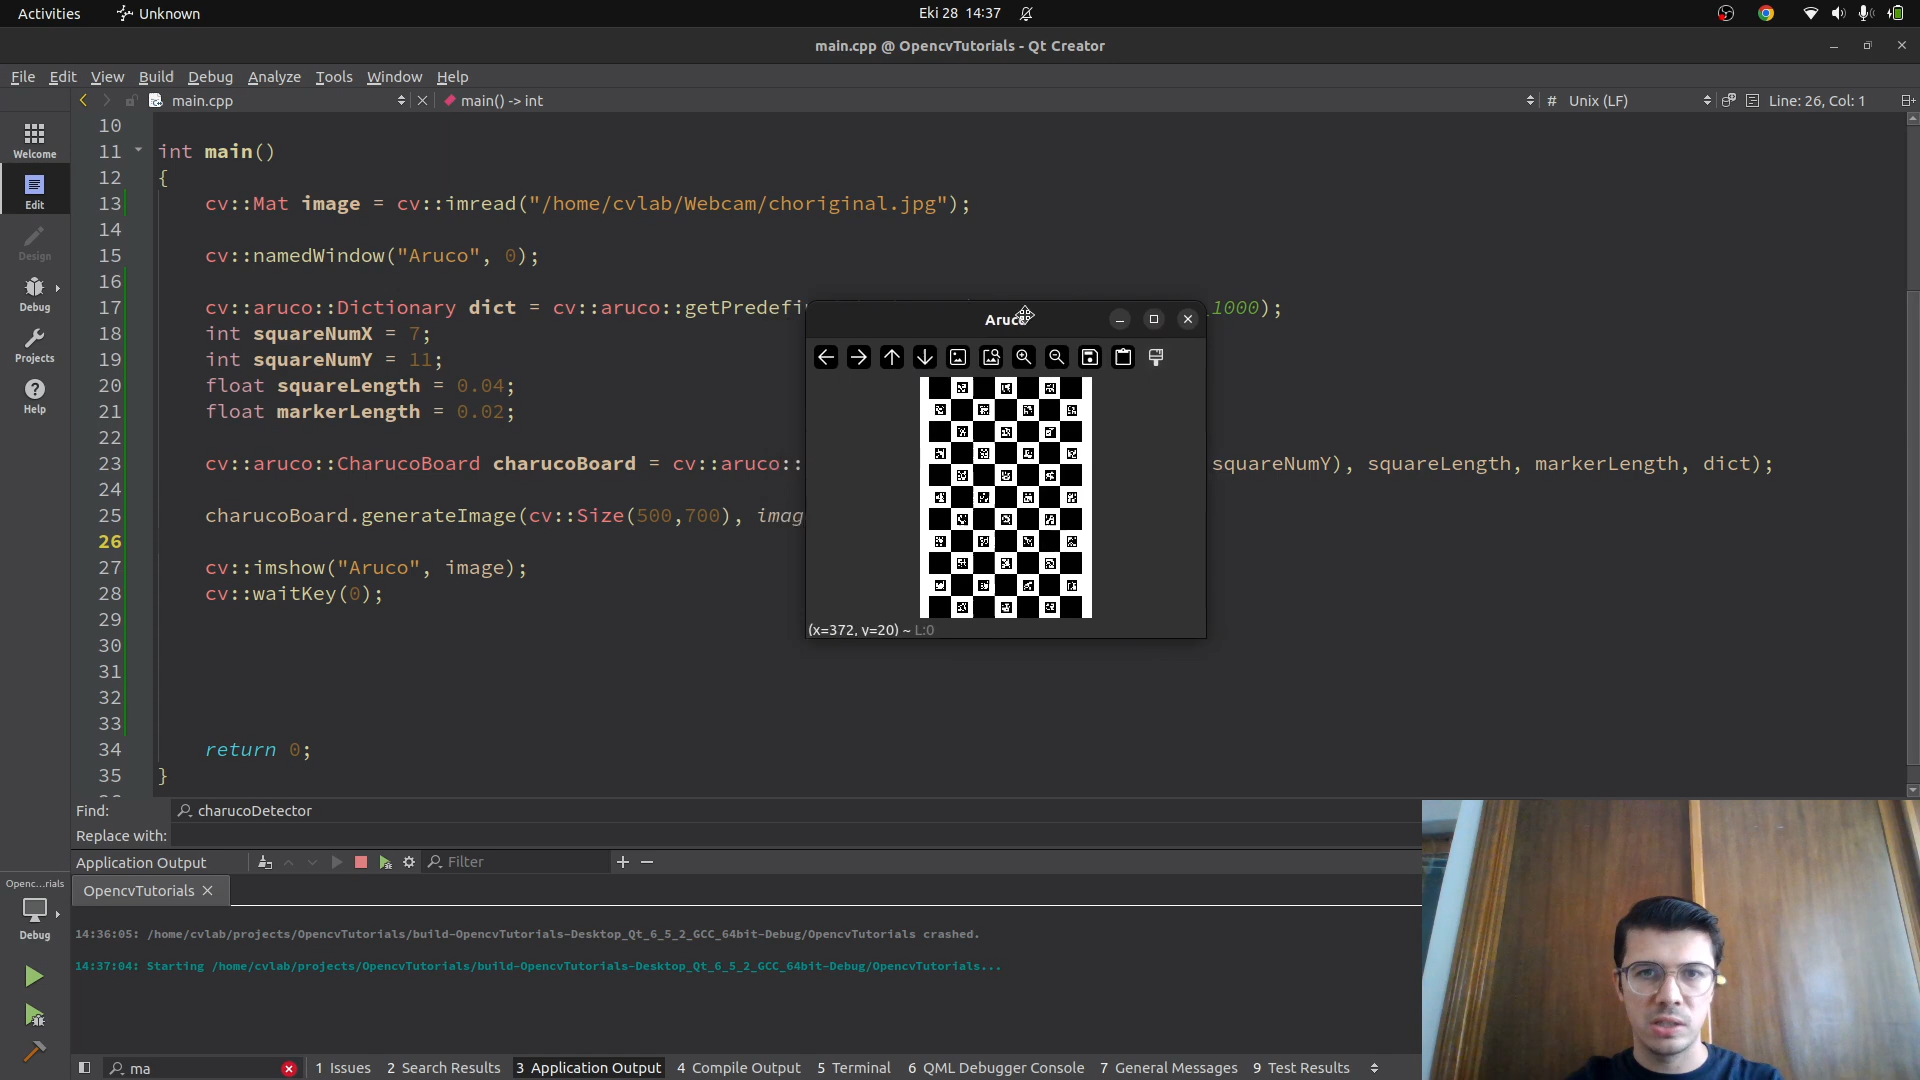 Activities
Unknown
Eki 28 14:37
main.cpp @ OpencvTutorials - Qt Creator
File Edit View Build Debug Analyze Tools Window Help
main.cpp
main() -> int
# Unix (LF)
Line: 26, Col: 1
Welcome
Edit
Design
Debug
Projects
Help
10
11 int main()
12 {
13 cv::Mat image = cv::imread("/home/cvlab/Webcam/choriginal.jpg");
14
15 cv::namedWindow("Aruco", 0);
16
17 cv::aruco::Dictionary dict = cv::aruco::getPredefi 1000);
18 int squareNumX = 7;
19 int squareNumY = 11;
20 float squareLength = 0.04;
21 float markerLength = 0.02;
22
23 cv::aruco::CharucoBoard charucoBoard = cv::aruco:: squareNumY), squareLength, markerLength, dict);
24
25 charucoBoard.generateImage(cv::Size(500,700), imag
26
27 cv::imshow("Aruco", image);
28 cv::waitKey(0);
29
30
31
32
33
34 return 0;
35 }
Aruco
(x=372, y=20) ~ L:0
Find: charucoDetector
Replace with:
Application Output
Filter
OpencvTutorials
14:36:05: /home/cvlab/projects/OpencvTutorials/build-OpencvTutorials-Desktop_Qt_6_5_2_GCC_64bit-Debug/OpencvTutorials crashed.
14:37:04: Starting /home/cvlab/projects/OpencvTutorials/build-OpencvTutorials-Desktop_Qt_6_5_2_GCC_64bit-Debug/OpencvTutorials...
Openc...rials
Debug
ma
1 Issues 2 Search Results 3 Application Output 4 Compile Output 5 Terminal 6 QML Debugger Console 7 General Messages 9 Test Results